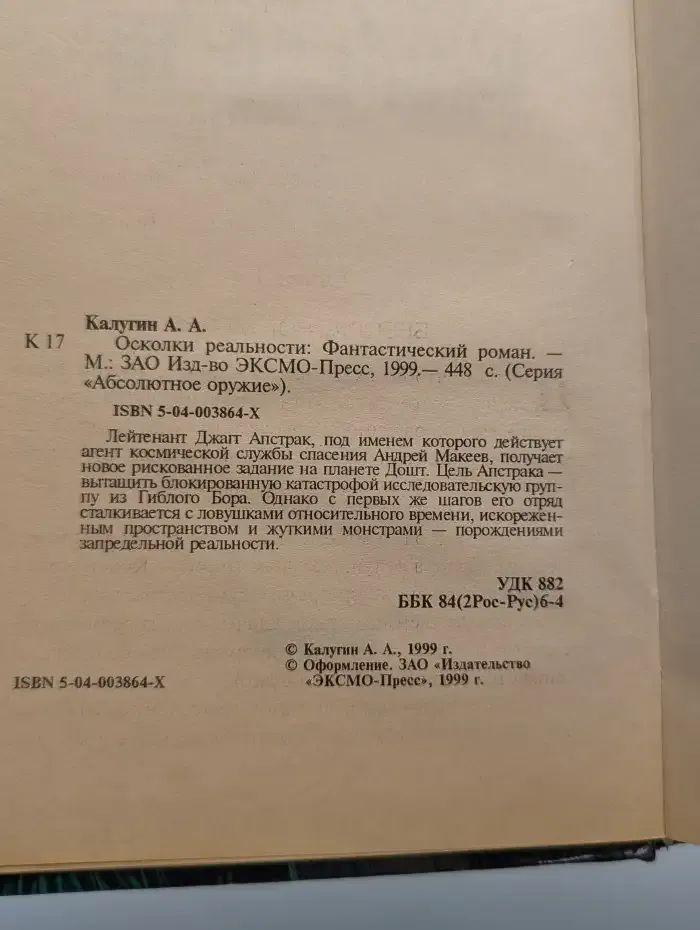 Калугин А. А.
К 17
Осколки реальности: Фантастический роман. —
М.: ЗАО Изд-во ЭКСМО-Пресс, 1999.— 448 с. (Серия
«Абсолютное оружие»).
ISBN 5-04-003864-X
Лейтенант Джагг Апстрак, под именем которого действует
агент космической службы спасения Андрей Макеев, получает
новое рискованное задание на планете Дошт. Цель Апстрака —
вытащить блокированную катастрофой исследовательскую груп-
пу из Гиблого Бора. Однако с первых же шагов его отряд
сталкивается с ловушками относительного времени, искорежен-
ным пространством и жуткими монстрами — порождениями
запредельной реальности.
УДК 882
ББК 84(2Рос-Рус)6-4
© Калугин А. А., 1999 г.
© Оформление. ЗАО «Издательство
«ЭКСМО-Пресс», 1999 г.
ISBN 5-04-003864-X